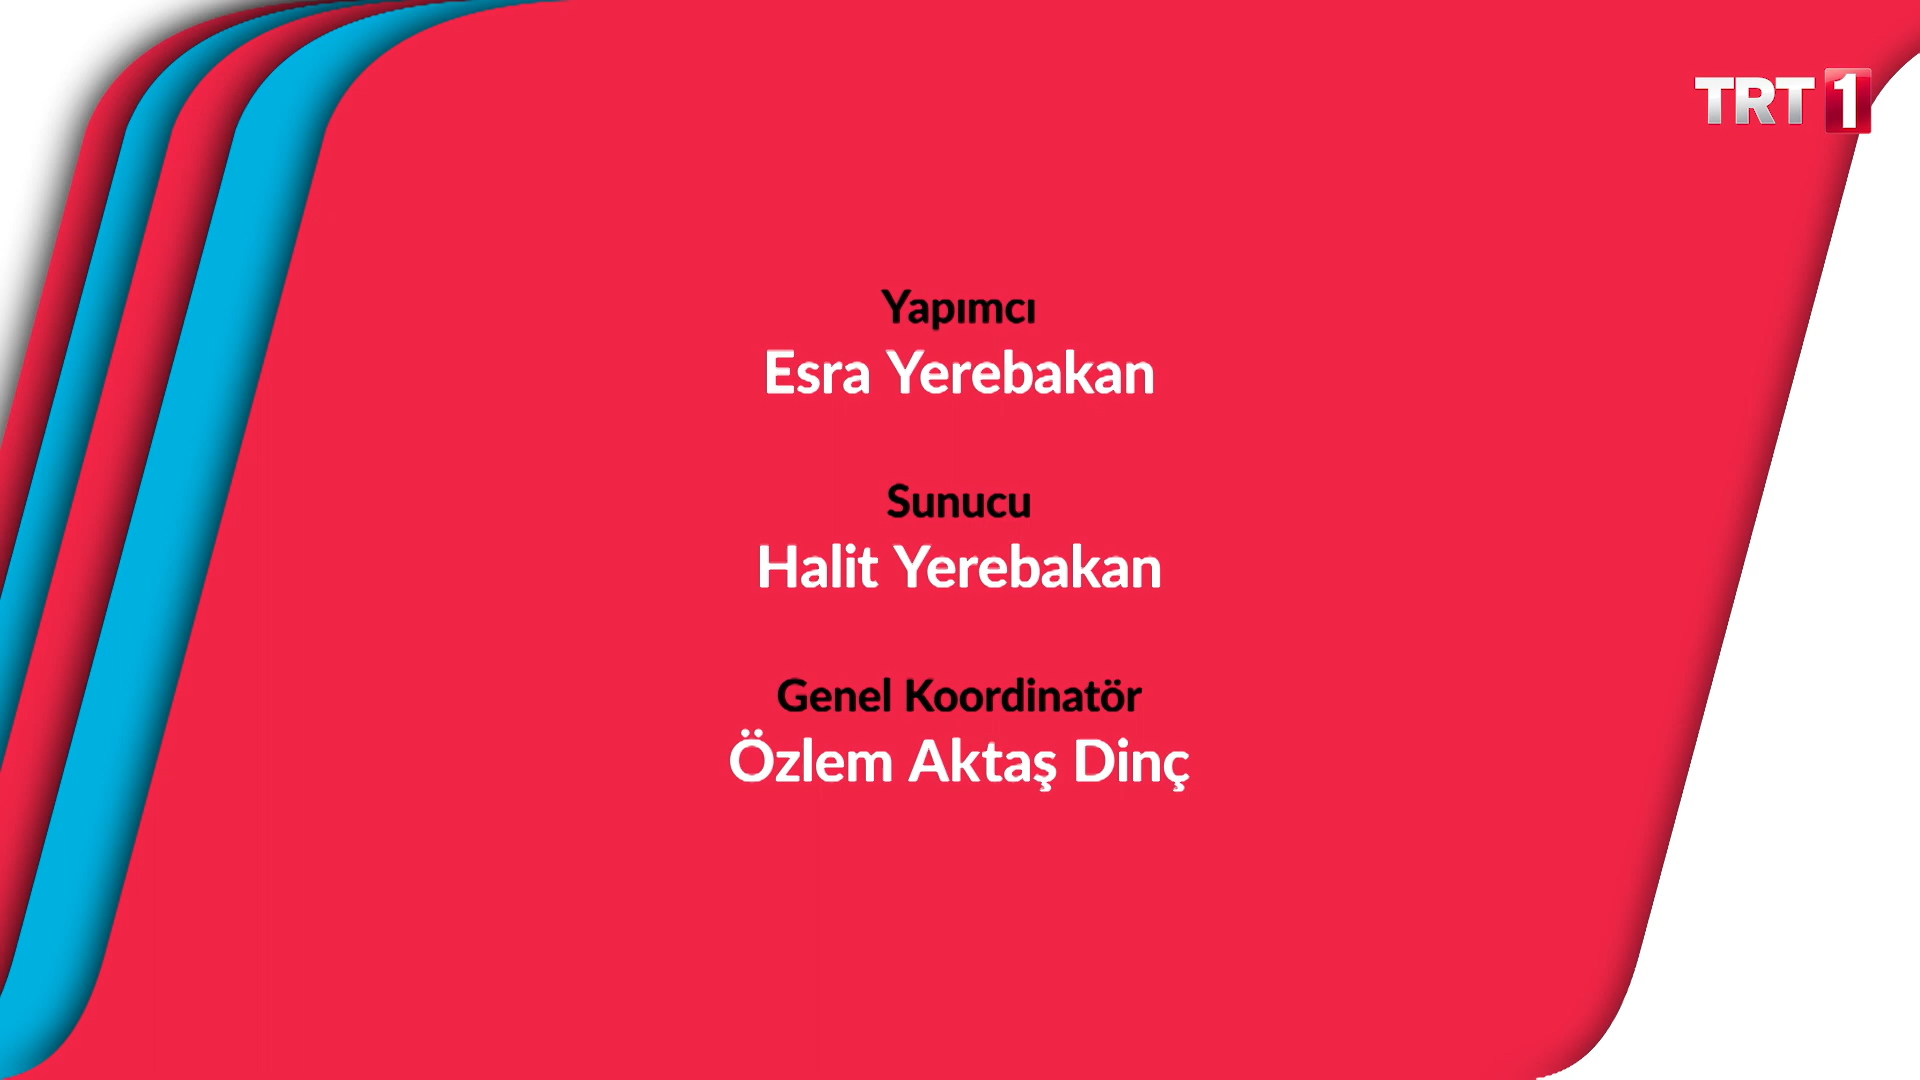 TRT 1
Yapımcı
Esra Yerebakan
Sunucu
Halit Yerebakan
Genel Koordinatör
Özlem Aktaş Dinç